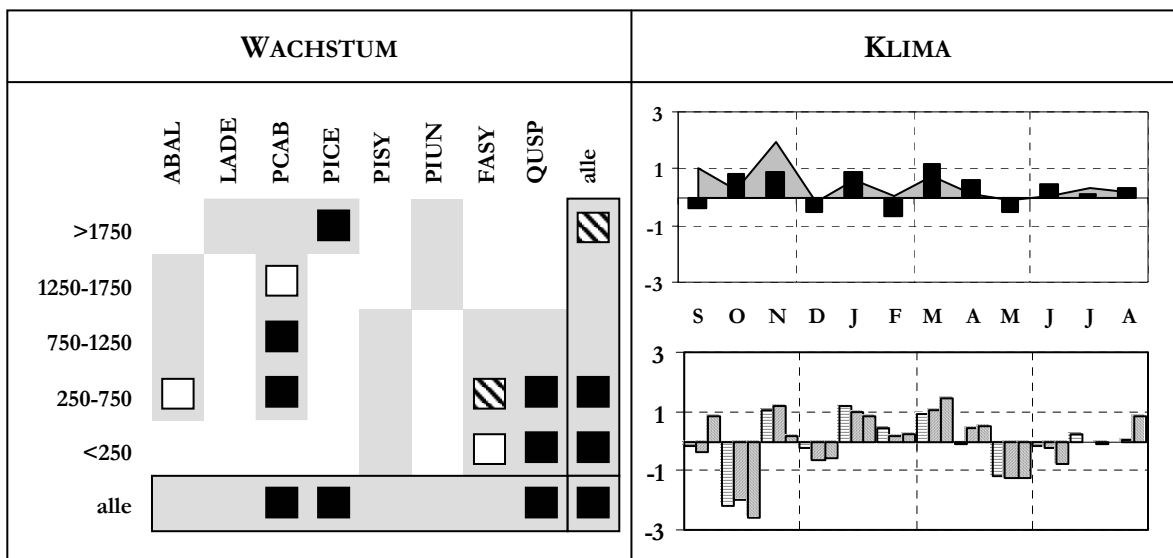 WACHSTUM
KLIMA
ABAL LADE PCAB PICE PISY PIUN FASY QUSP alle
>1750
1250-1750
750-1250
250-750
<250
alle
3
1
-1
-3
S O N D J F M A M J J A
3
1
-1
-3